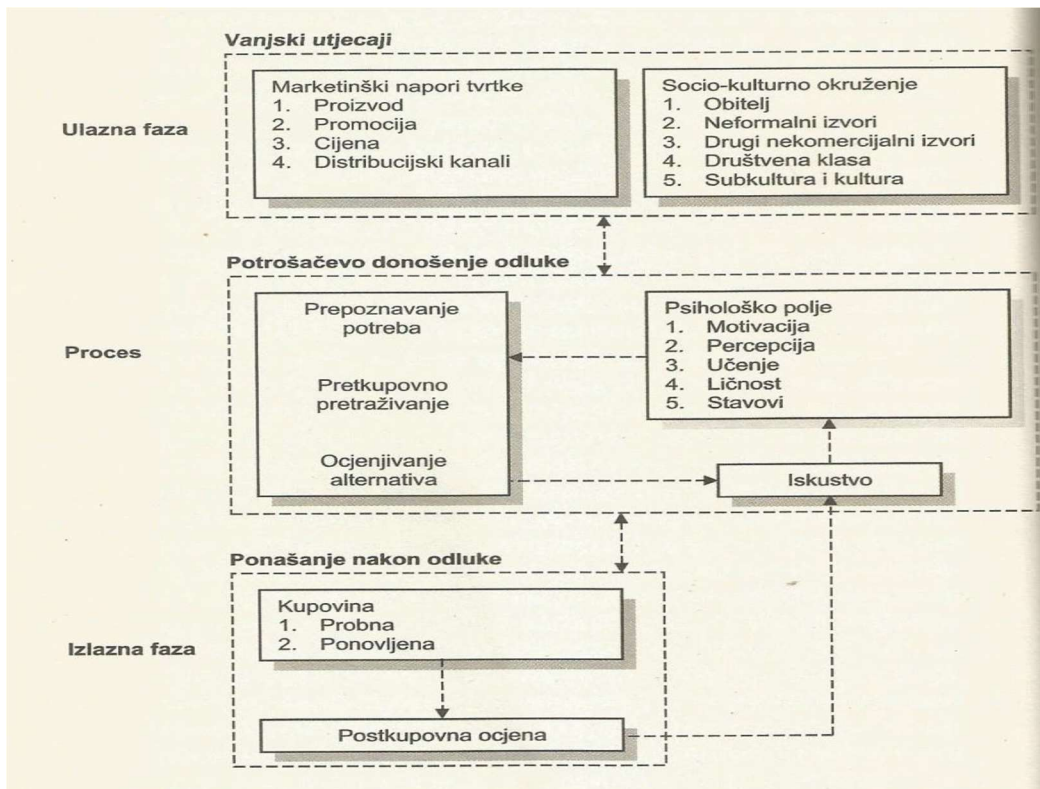 Vanjski utjecaji
Ulazna faza
Marketinški napori tvrtke
1. Proizvod
2. Promocija
3. Cijena
4. Distribucijski kanali
Socio-kulturno okruženje
1. Obitelj
2. Neformalni izvori
3. Drugi nekomercijalni izvori
4. Društvena klasa
5. Subkultura i kultura
Potrošačevo donošenje odluke
Proces
Prepoznavanje
potreba
Pretkupovno
pretraživanje
Ocjenjivanje
alternativa
Psihološko polje
1. Motivacija
2. Percepcija
3. Učenje
4. Ličnost
5. Stavovi
Iskustvo
Ponašanje nakon odluke
Izlazna faza
Kupovina
1. Probna
2. Ponovljena
Postkupovna ocjena